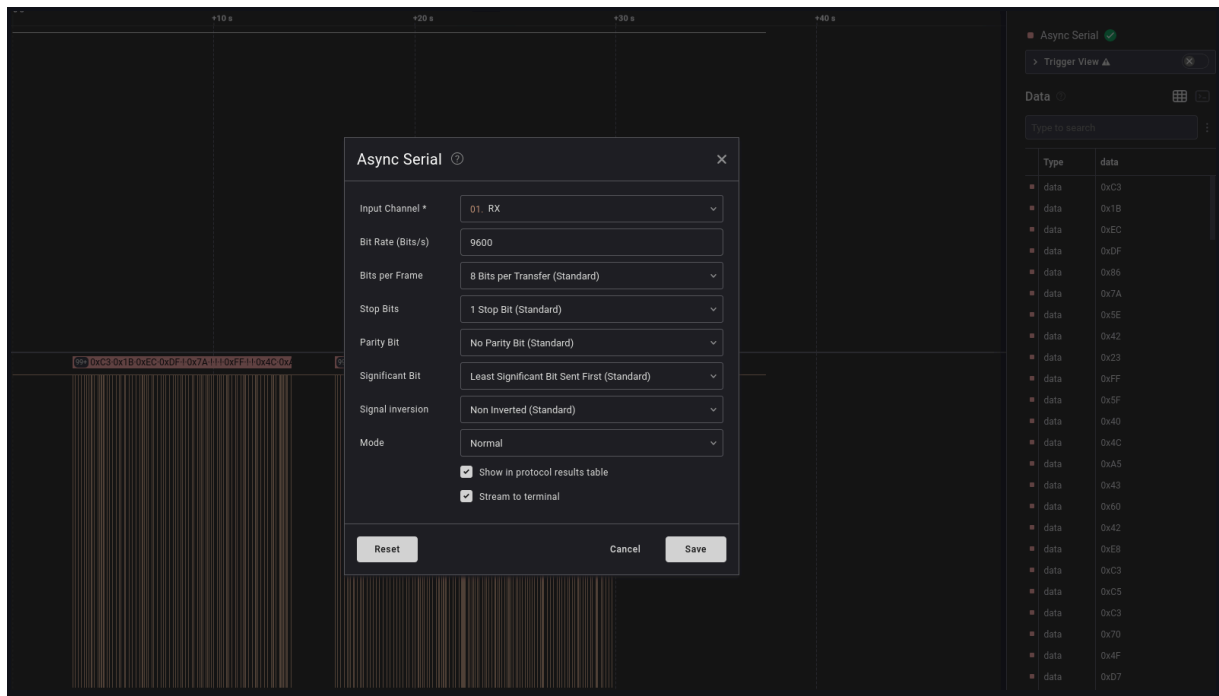 +10 s +20 s +30 s +40 s
Async Serial
Trigger View
Data
Type to search
Type data
data 0xC3
data 0x1B
data 0xEC
data 0xDF
data 0x86
data 0x7A
data 0x5E
data 0x42
data 0x23
data 0xFF
data 0x5F
data 0x40
data 0x4C
data 0xA5
data 0x43
data 0x60
data 0x42
data 0xE8
data 0xC3
data 0xC5
data 0xC3
data 0x70
data 0x4F
data 0xD7
99+ 0xC3 0x1B 0xEC 0xDF 0x7A 0xFF 0x4C
Async Serial ?
Input Channel * 01. RX
Bit Rate (Bits/s) 9600
Bits per Frame 8 Bits per Transfer (Standard)
Stop Bits 1 Stop Bit (Standard)
Parity Bit No Parity Bit (Standard)
Significant Bit Least Significant Bit Sent First (Standard)
Signal inversion Non Inverted (Standard)
Mode Normal
Show in protocol results table
Stream to terminal
Reset Cancel Save